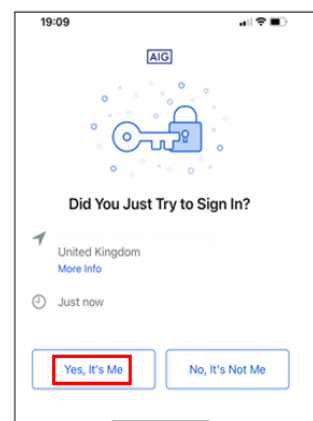 19:09
AIG
Did You Just Try to Sign In?
United Kingdom
More Info
Just now
Yes, It's Me
No, It's Not Me